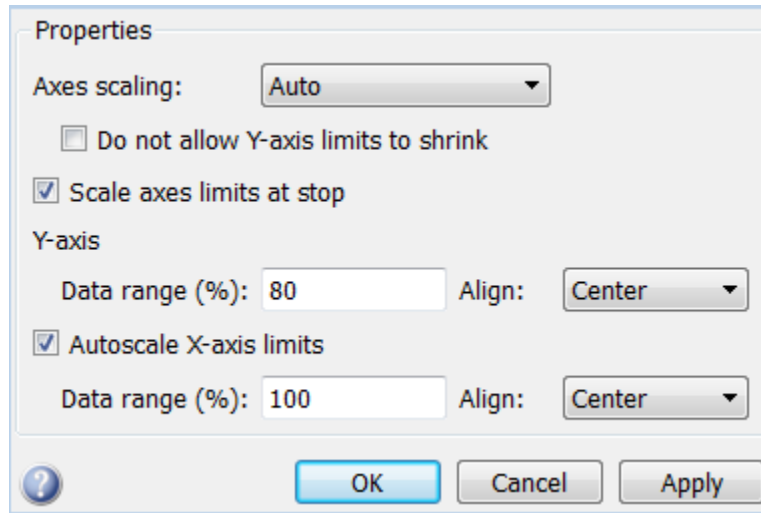 Properties
Axes scaling: Auto
Do not allow Y-axis limits to shrink
Scale axes limits at stop
Y-axis
Data range (%): 80 Align: Center
Autoscale X-axis limits
Data range (%): 100 Align: Center
? OK Cancel Apply